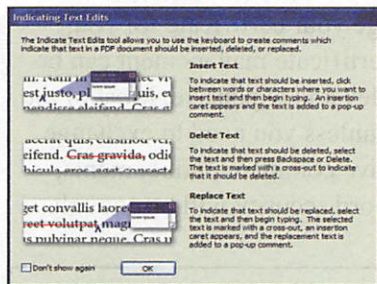 Indicating Text Edits
The Indicate Text Edits tool allows you to use the keyboard to create comments which
indicate that text in a PDF document should be inserted, deleted, or replaced.
Insert Text
To indicate that text should be inserted, click
between words or characters where you want to
insert text and then begin typing. An insertion
caret appears and the text is added to a pop-up
comment.
est justo, pl
Delete Text
To indicate that text should be deleted, select
the text and then press Backspace or Delete.
The text is marked with a cross-out to indicate
that it should be deleted.
eifend. Cras gravida, odio
Replace Text
To indicate that text should be replaced, select
the text and then begin typing. The selected
text is marked with a cross-out, an insertion
caret appears, and the replacement text is
added to a pop-up comment.
get convallis laore
reet volutpat magn
s pulvinar neque. Cras u
Don't show again
OK